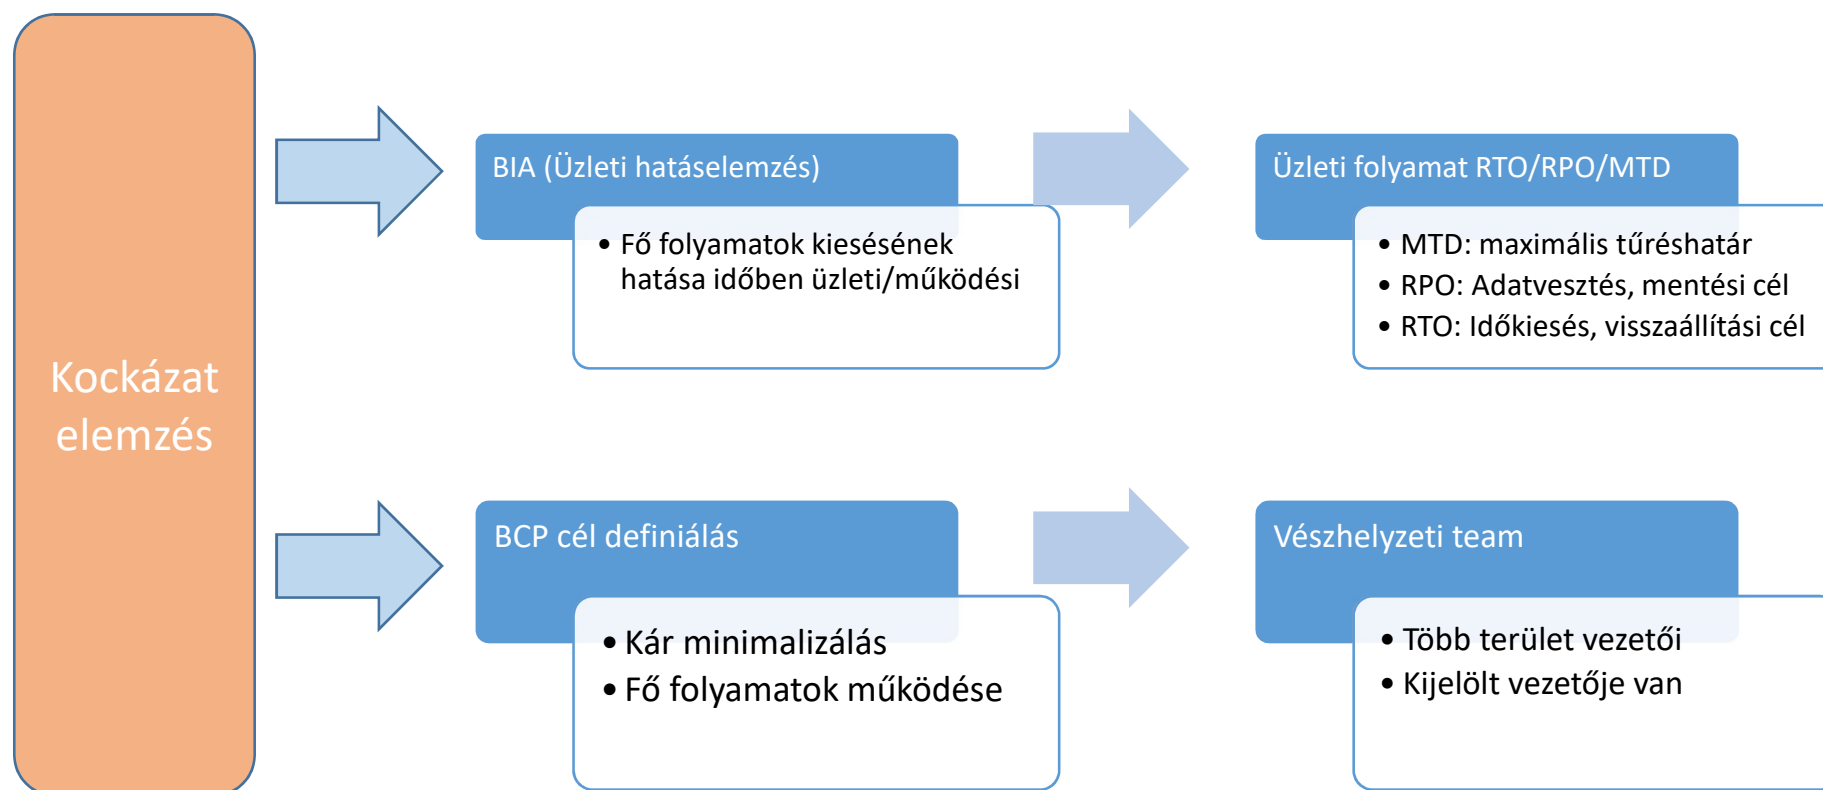 Kockázat
elemzés
BIA (Üzleti hatáselemzés)
• Fő folyamatok kiesésének
hatása időben üzleti/működési
Üzleti folyamat RTO/RPO/MTD
• MTD: maximális tűréshatár
• RPO: Adatvesztés, mentési cél
• RTO: Időkiesés, visszaállítási cél
BCP cél definiálás
• Kár minimalizálás
• Fő folyamatok működése
Vészhelyzeti team
• Több terület vezetői
• Kijelölt vezetője van